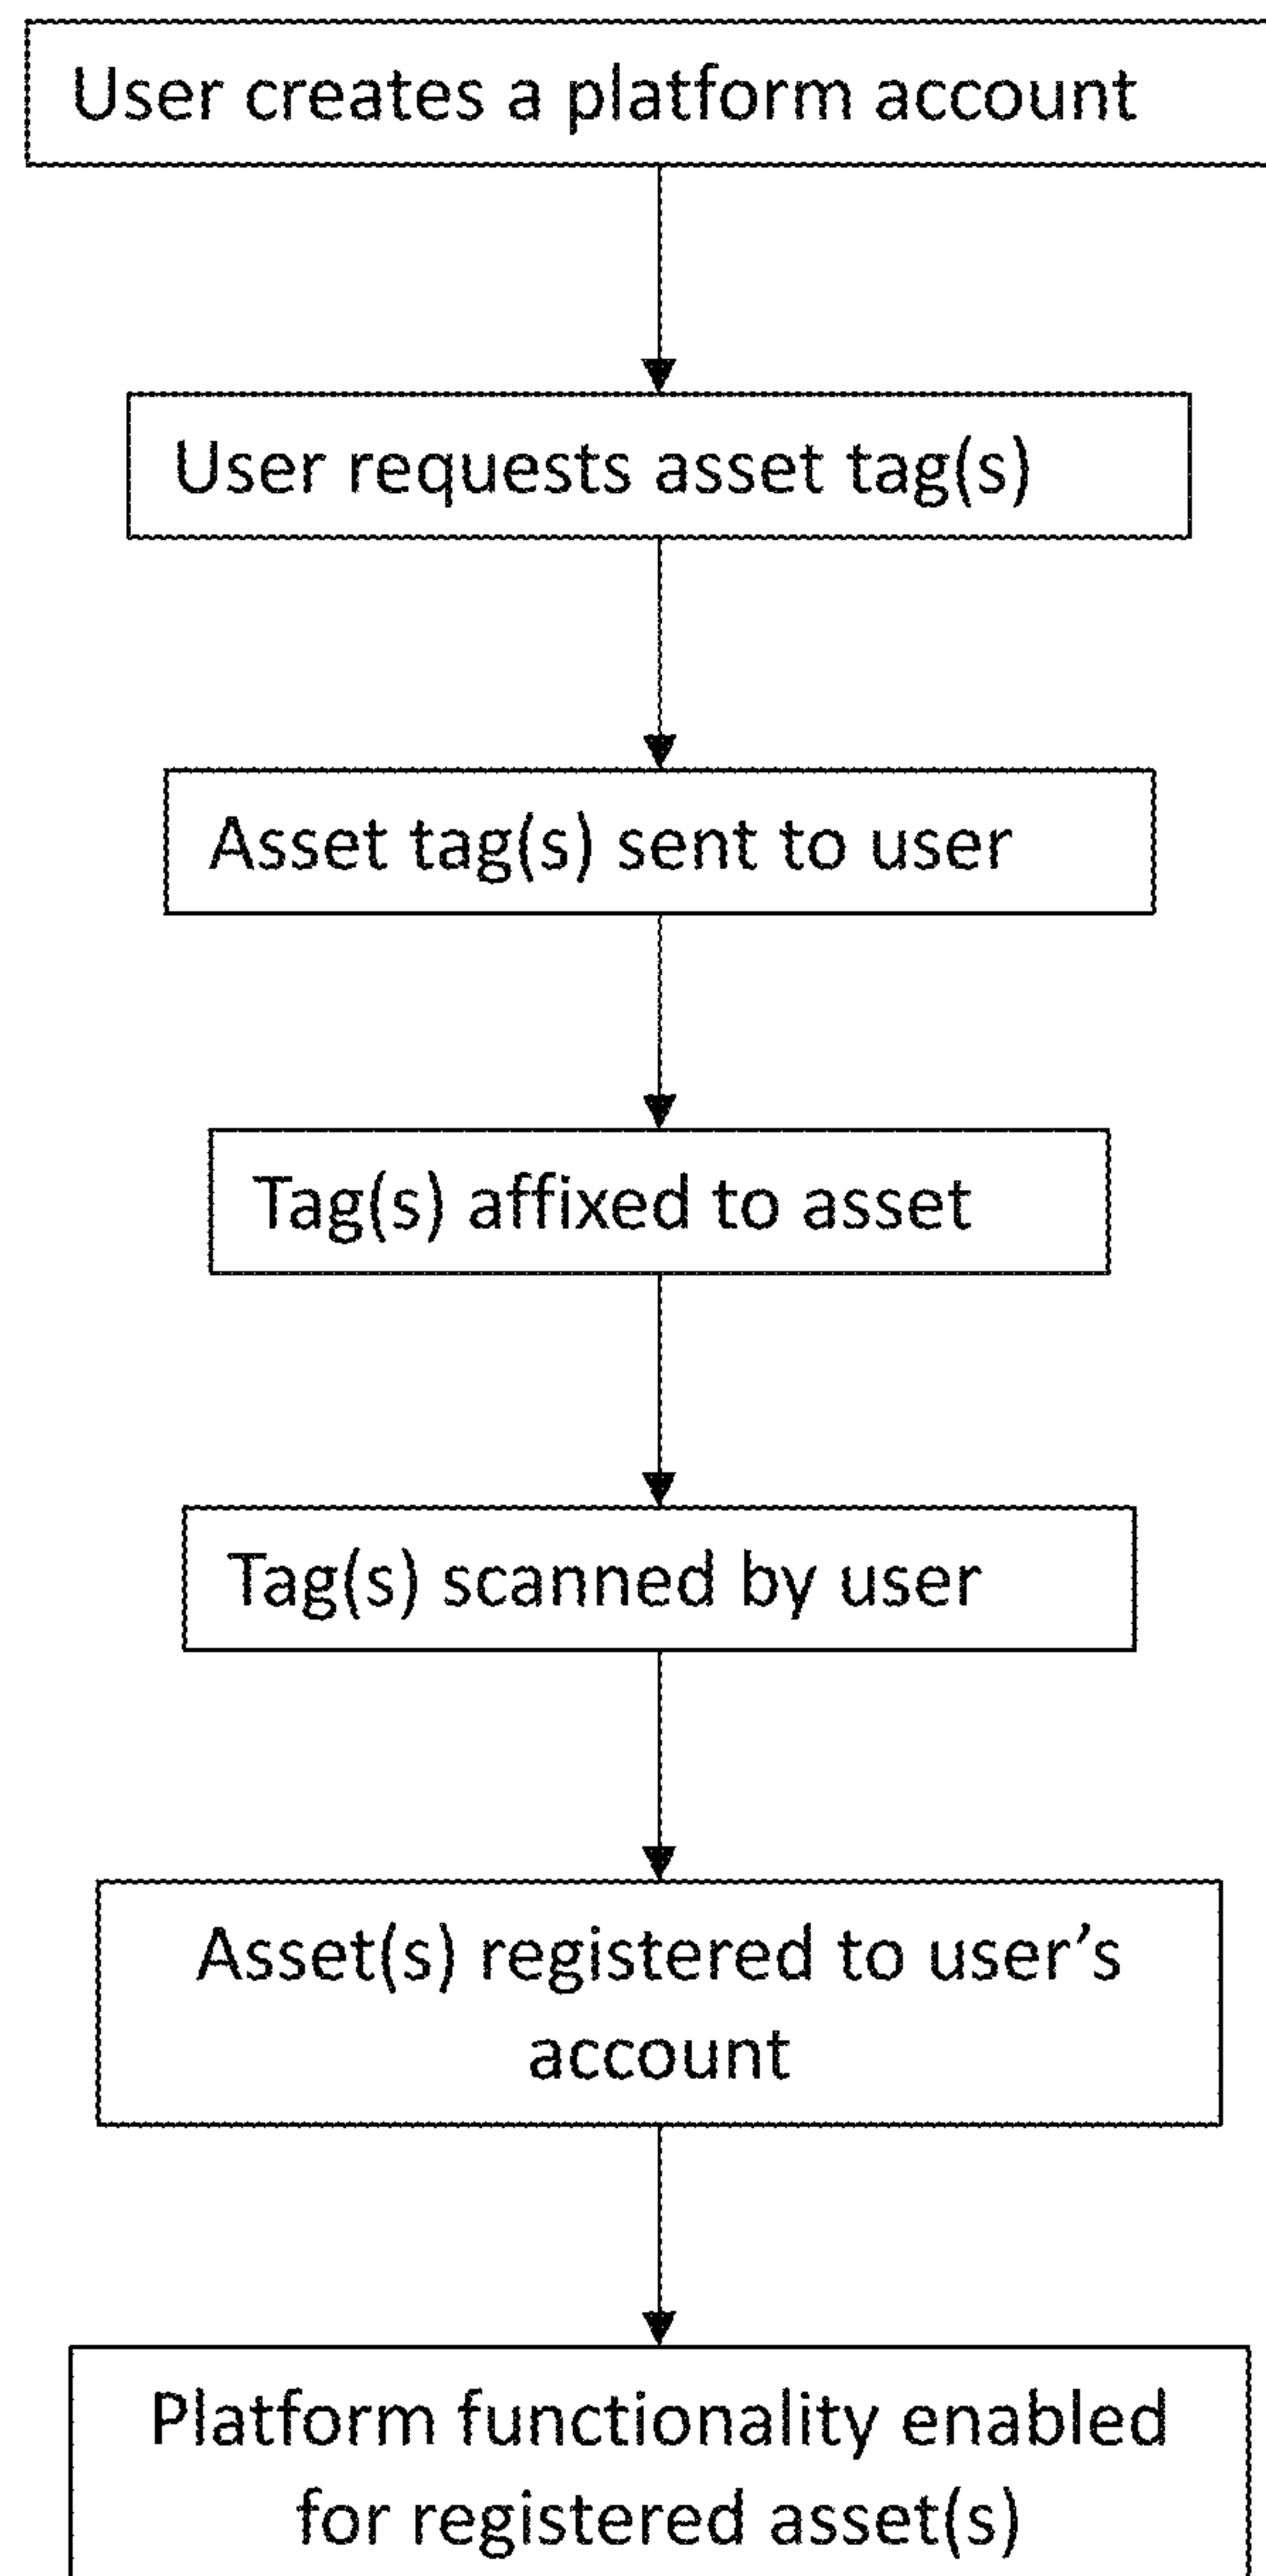 User creates a platform account
User requests asset tag(s)
Asset tag(s) sent to user
Tag(s) affixed to asset
Tag(s) scanned by user
Asset(s) registered to user’s
account
Platform functionality enabled
for registered asset(s)